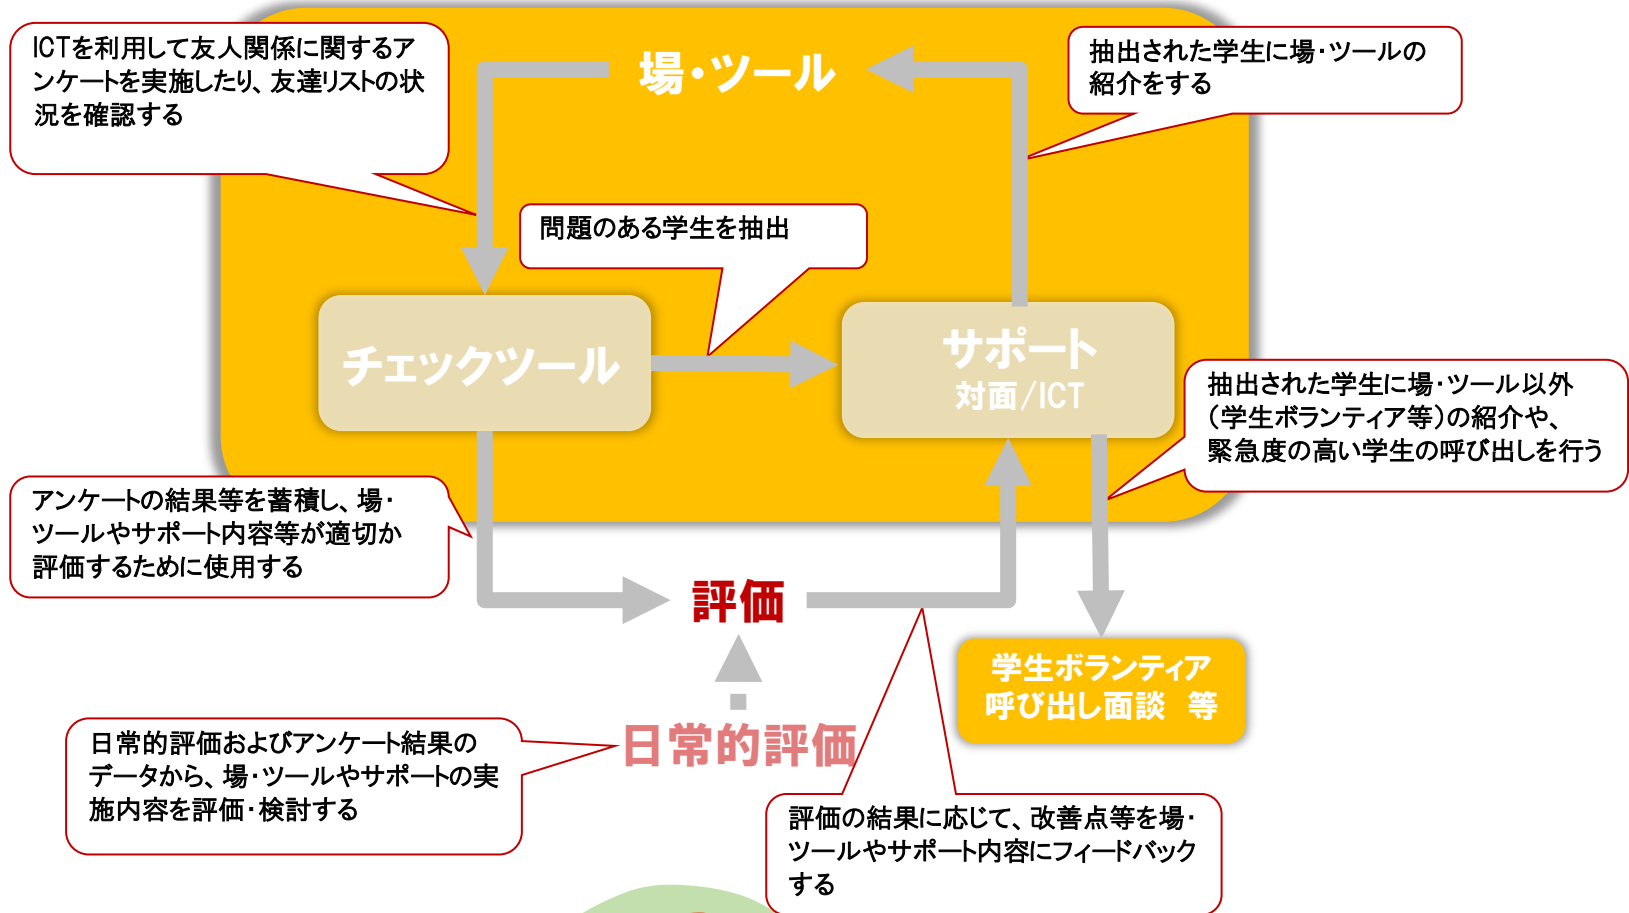 ICTを利用して友人関係に関するア
ンケートを実施したり、友達リストの状
況を確認する
場・ツール
抽出された学生に場・ツールの
紹介をする
問題のある学生を抽出
チェックツール
サポート
対面/ICT
抽出された学生に場・ツール以外
（学生ボランティア等）の紹介や、
緊急度の高い学生の呼び出しを行う
アンケートの結果等を蓄積し、場・
ツールやサポート内容等が適切か
評価するために使用する
評価
学生ボランティア
呼び出し面談　等
日常的評価
日常的評価およびアンケート結果の
データから、場・ツールやサポートの実
施内容を評価・検討する
評価の結果に応じて、改善点等を場・
ツールやサポート内容にフィードバック
する